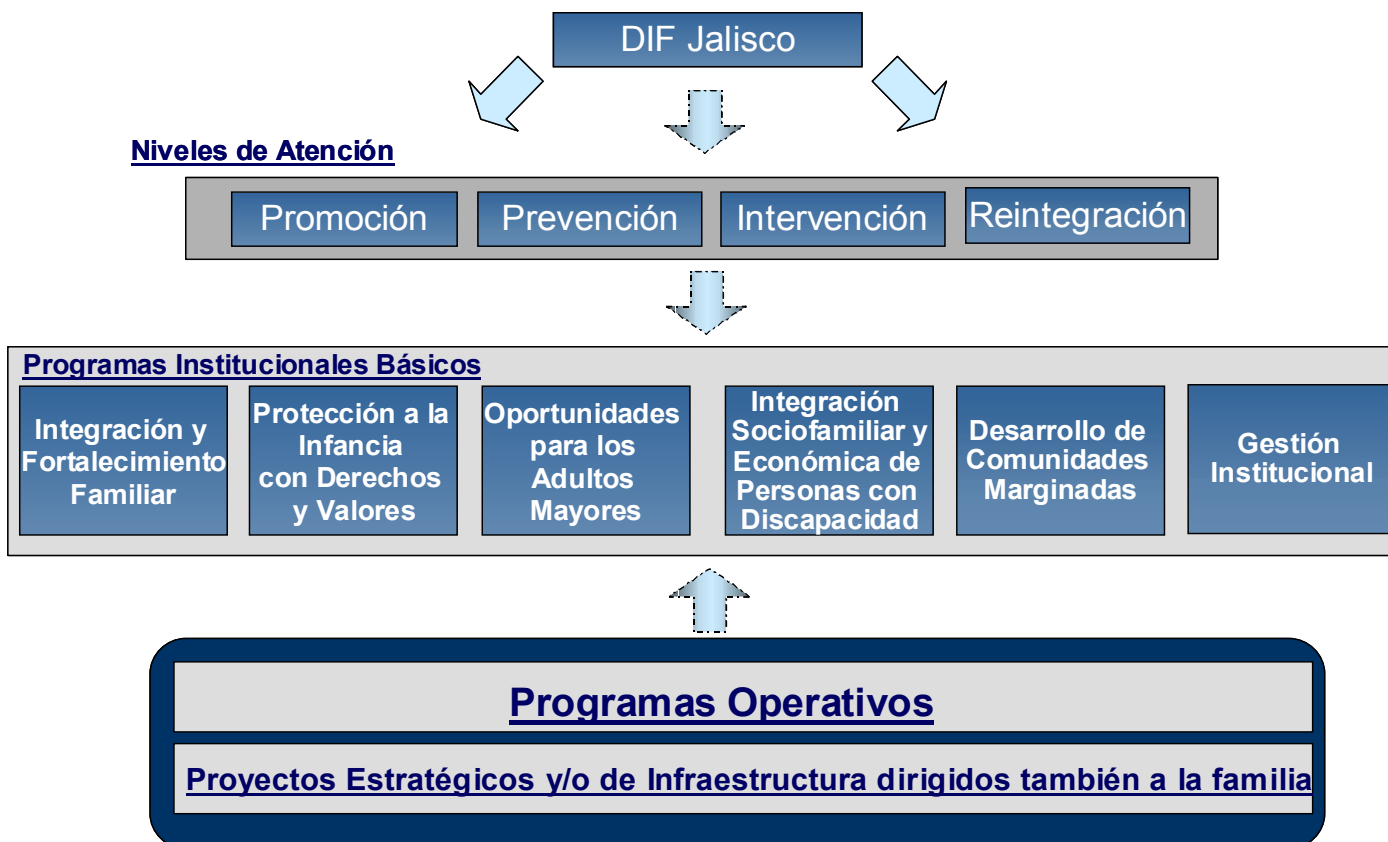 DIF Jalisco
Niveles de Atención
Promoción
Prevención
Intervención
Reintegración
Programas Institucionales Básicos
Integración y
Fortalecimiento
Familiar
Protección a la
Infancia
con Derechos
y Valores
Oportunidades
para los
Adultos
Mayores
Integración
Sociofamiliar y
Económica de
Personas con
Discapacidad
Desarrollo de
Comunidades
Marginadas
Gestión
Institucional
Programas Operativos
Proyectos Estratégicos y/o de Infraestructura dirigidos también a la familia